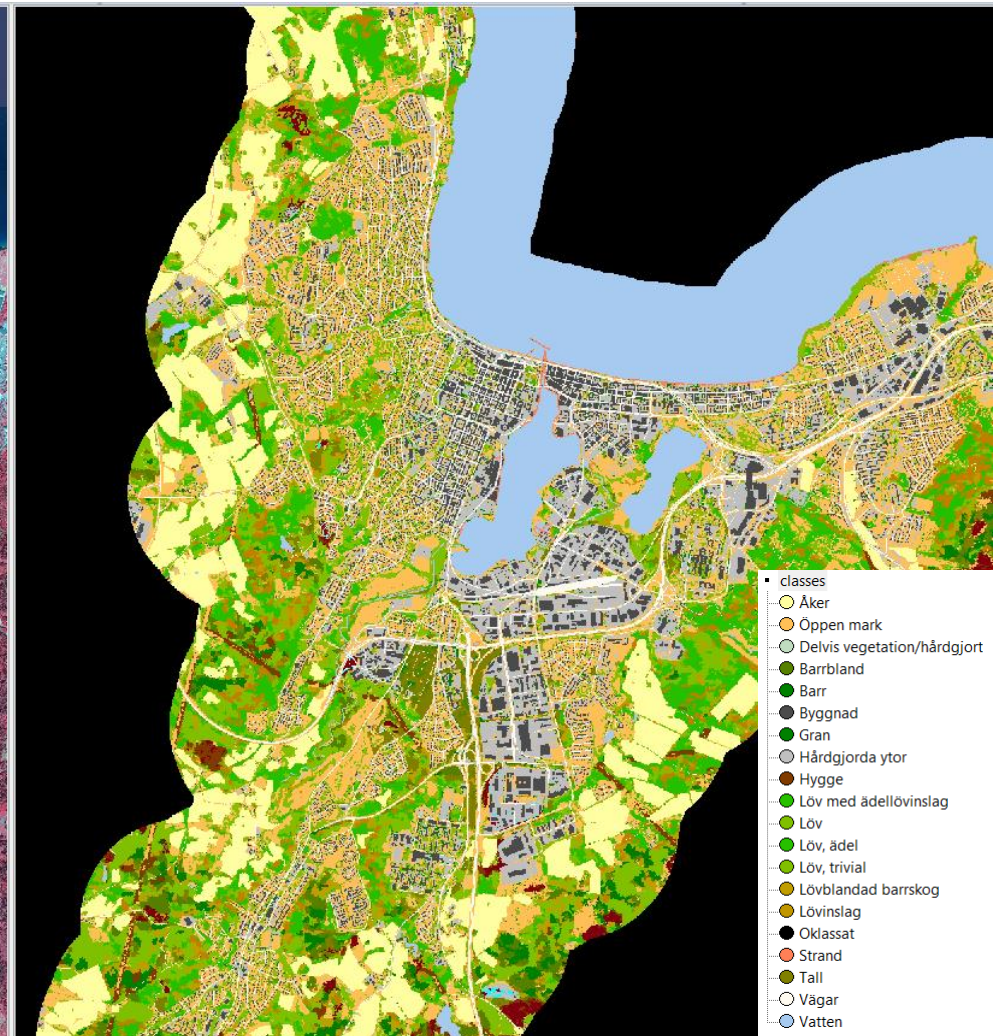 classes
Åker
Öppen mark
Delvis vegetation/hårdgjort
Barrbland
Barr
Byggnad
Gran
Hårdgjorda ytor
Hygge
Löv med ädellövinslag
Löv
Löv, ädel
Löv, trivial
Lövblandad barrskog
Lövinslag
Oklassat
Strand
Tall
Vägar
Vatten